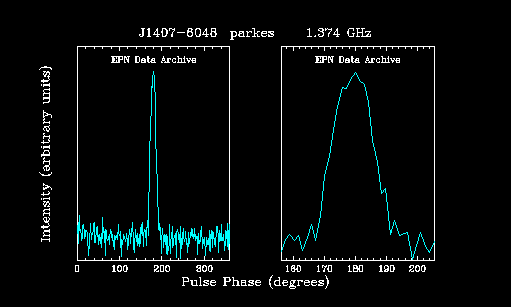 J1407-6048 parkes 1.374 GHz
EPN Data Archive
EPN Data Archive
Intensity (arbitrary units)
0 100 200 300
160 170 180 190 200
Pulse Phase (degrees)